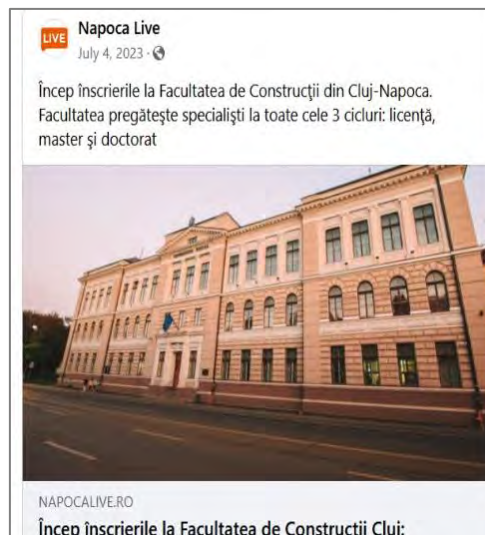 LIVE
Napoca Live
July 4, 2023 ·
Încep înscrierile la Facultatea de Construcţii din Cluj-Napoca.
Facultatea pregăteşte specialişti la toate cele 3 cicluri: licenţă,
master şi doctorat
NAPOCALIVE.RO
Încep înscrierile la Facultatea de Construcţii Cluj: